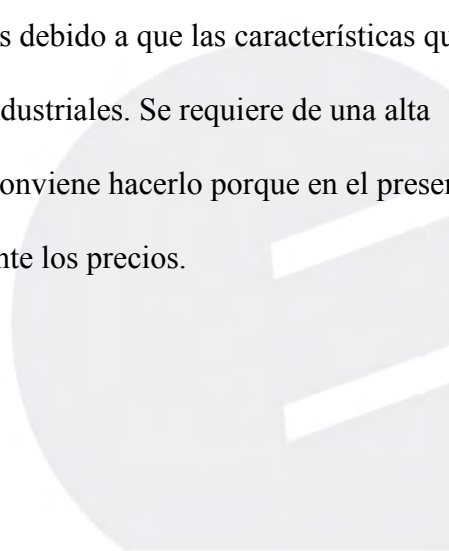 s debido a que las características qu
dustriales. Se requiere de una alta
onviene hacerlo porque en el preser
nte los precios.